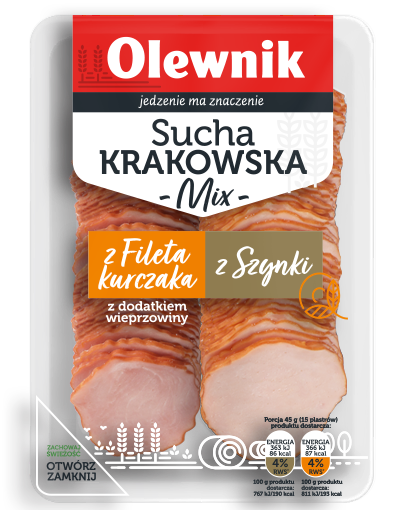 Olewnik
jedzenie ma znaczenie
Sucha
KRAKOWSKA
- Mix -
z Fileta
kurczaka
z dodatkiem
wieprzowiny
z Szynki
Porcja 45 g (15 plastrów)
produktu dostarcza:
ENERGIA
363 kJ
86 kcal
4%
RWS
ENERGIA
366 kJ
87 kcal
4%
RWS
100 g produktu
dostarcza:
767 kJ/190 kcal
100 g produktu
dostarcza:
811 kJ/193 kcal
ZACHOWAJ
ŚWIEŻOŚĆ
OTWÓRZ
ZAMKNIJ